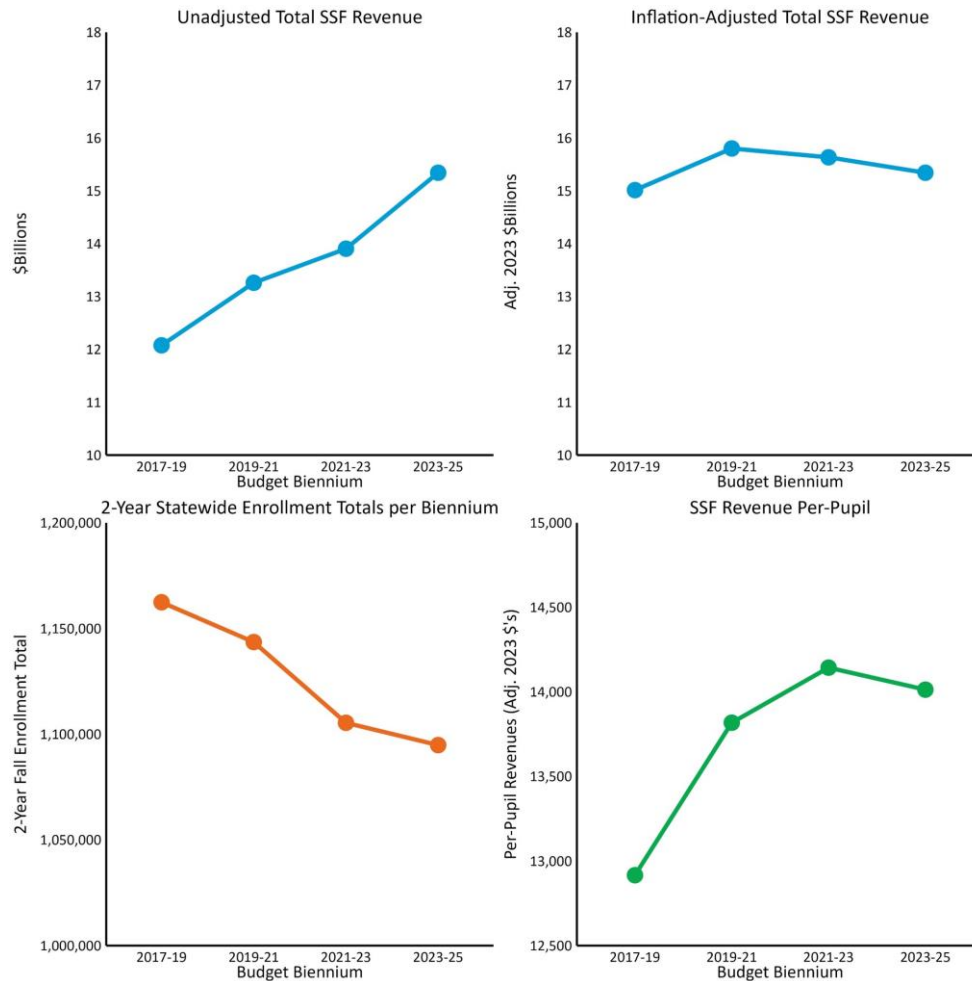 Unadjusted Total SSF Revenue
18
17
16
15
14
13
12
11
10
$Billions
2017-19 2019-21 2021-23 2023-25
Budget Biennium
Inflation-Adjusted Total SSF Revenue
18
17
16
15
14
13
12
11
10
Adj. 2023 $Billions
2017-19 2019-21 2021-23 2023-25
Budget Biennium
2-Year Statewide Enrollment Totals per Biennium
1,200,000
1,150,000
1,100,000
1,050,000
1,000,000
2-Year Fall Enrollment Total
2017-19 2019-21 2021-23 2023-25
Budget Biennium
SSF Revenue Per-Pupil
15,000
14,500
14,000
13,500
13,000
12,500
Per-Pupil Revenues (Adj. 2023 $'s)
2017-19 2019-21 2021-23 2023-25
Budget Biennium